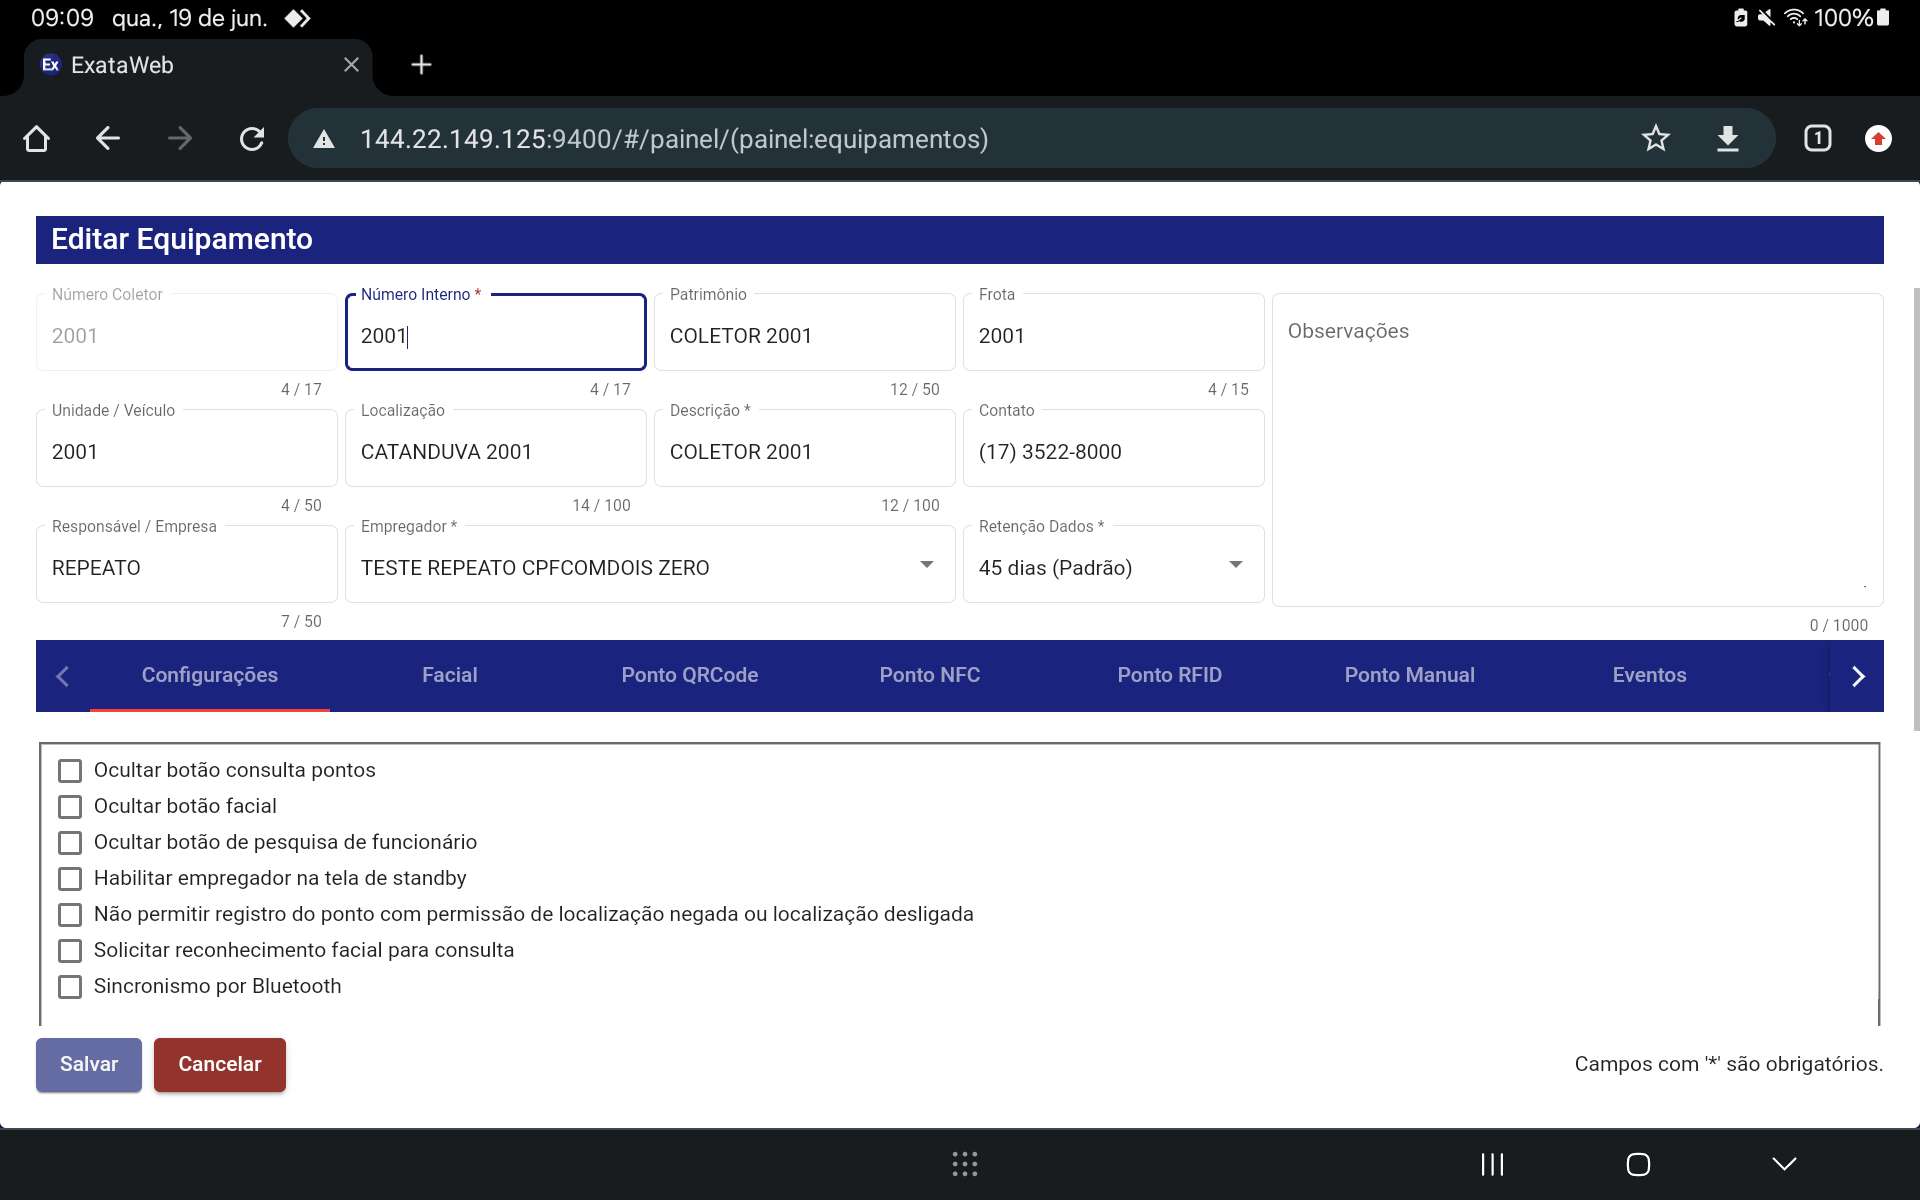 09:09 qua., 19 de jun. 100%
Ex ExataWeb
144.22.149.125:9400/#/painel/(painel:equipamentos) 1
Editar Equipamento
Número Coletor Número Interno * Patrimônio Frota
2001 2001 COLETOR 2001 2001 Observações
4 / 17 4 / 17 12 / 50 4 / 15
Unidade / Veículo Localização Descrição * Contato
2001 CATANDUVA 2001 COLETOR 2001 (17) 3522-8000
4 / 50 14 / 100 12 / 100
Responsável / Empresa Empregador * Retenção Dados *
REPEATO TESTE REPEATO CPFCOMDOIS ZERO 45 dias (Padrão)
7 / 50 0 / 1000
Configurações Facial Ponto QRCode Ponto NFC Ponto RFID Ponto Manual Eventos
Ocultar botão consulta pontos
Ocultar botão facial
Ocultar botão de pesquisa de funcionário
Habilitar empregador na tela de standby
Não permitir registro do ponto com permissão de localização negada ou localização desligada
Solicitar reconhecimento facial para consulta
Sincronismo por Bluetooth
Salvar Cancelar Campos com '*' são obrigatórios.